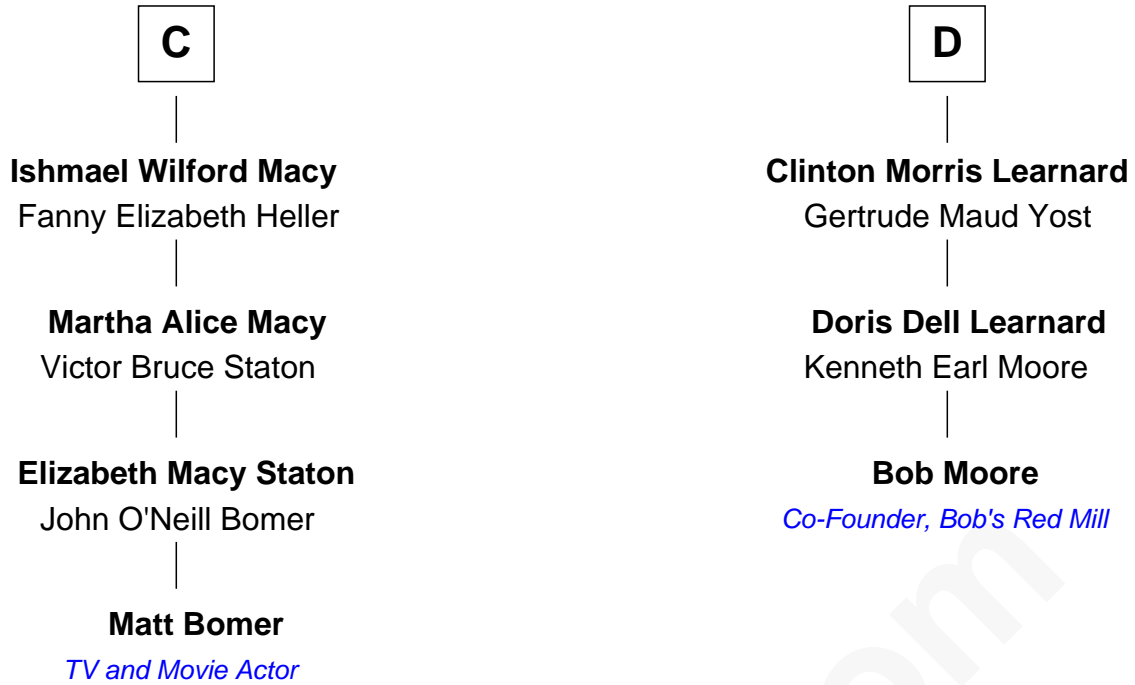 C
Ishmael Wilford Macy
Fanny Elizabeth Heller
Martha Alice Macy
Victor Bruce Staton
Elizabeth Macy Staton
John O'Neill Bomer
Matt Bomer
TV and Movie Actor
D
Clinton Morris Learnard
Gertrude Maud Yost
Doris Dell Learnard
Kenneth Earl Moore
Bob Moore
Co-Founder, Bob's Red Mill
om